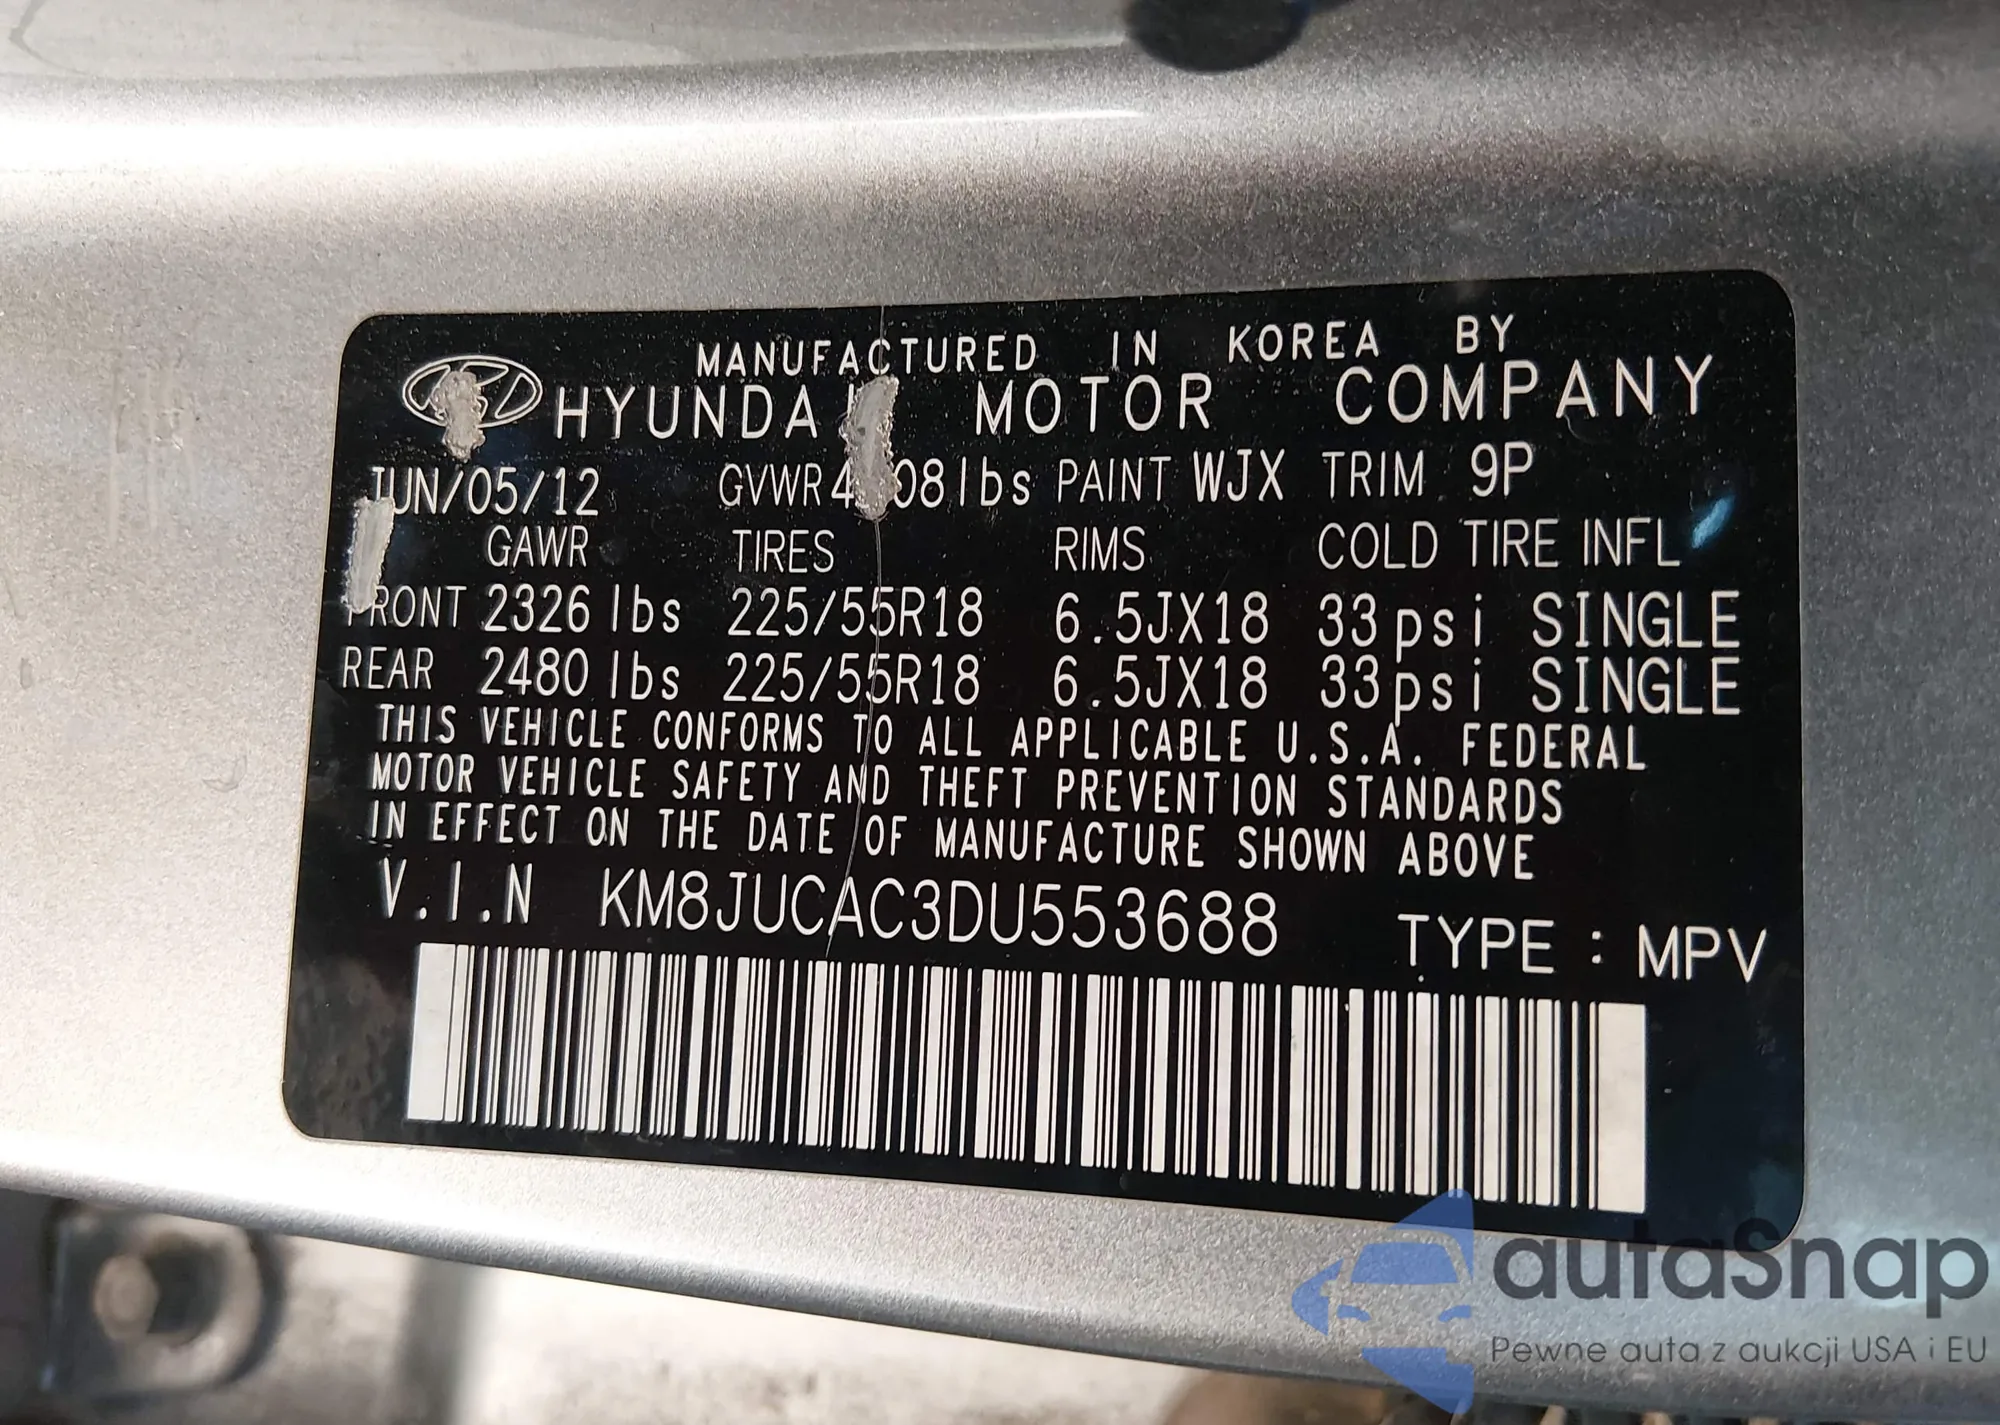 MANUFACTURED IN KOREA BY
HYUNDAI MOTOR COMPANY
JUN/05/12 GVWR lbs PAINT WJX TRIM 9P
GAWR TIRES RIMS COLD TIRE INFL
FRONT 2326 lbs 225/55R18 6.5JX18 33psi SINGLE
REAR 2480 lbs 225/55R18 6.5JX18 33psi SINGLE
THIS VEHICLE CONFORMS TO ALL APPLICABLE U.S.A. FEDERAL
MOTOR VEHICLE SAFETY AND THEFT PREVENTION STANDARDS
IN EFFECT ON THE DATE OF MANUFACTURE SHOWN ABOVE
V.I.N KM8JUCAC3DU553688 TYPE : MPV
autaSnap
Pewne auta z aukcji USA i EU